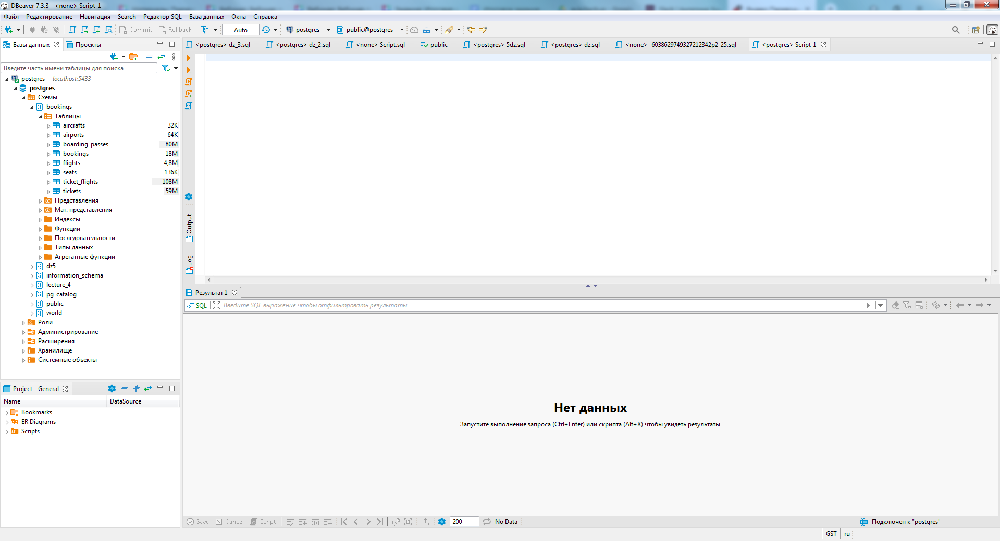 DBeaver 7.3.3 - <none> Script-1
Файл Редактирование Навигация Search Редактор SQL База данных Окна Справка
Commit Rollback Auto postgres public@postgres
Базы данных Проекты
<postgres> dz_3.sql <postgres> dz_2.sql <none> Script.sql public <postgres> 5dz.sql <postgres> dz.sql <none> -6038629749327212342p2-25.sql <postgres> Script-1
Введите часть имени таблицы для поиска
postgres - localhost:5433
postgres
Схемы
bookings
Таблицы
aircrafts 32K
airports 64K
boarding_passes 80M
bookings 18M
flights 4,8M
seats 136K
ticket_flights 108M
tickets 59M
Представления
Мат. представления
Индексы
Функции
Последовательности
Типы данных
Агрегатные функции
dz5
information_schema
lecture_4
pg_catalog
public
world
Роли
Администрирование
Расширения
Хранилище
Системные объекты
Output
Log
Результат 1
SQL Введите SQL выражение чтобы отфильтровать результаты
Нет данных
Запустите выполнение запроса (Ctrl+Enter) или скрипта (Alt+X) чтобы увидеть результаты
Project - General
Name DataSource
Bookmarks
ER Diagrams
Scripts
Save Cancel Script 200 No Data Подключён к "postgres'
GST ru